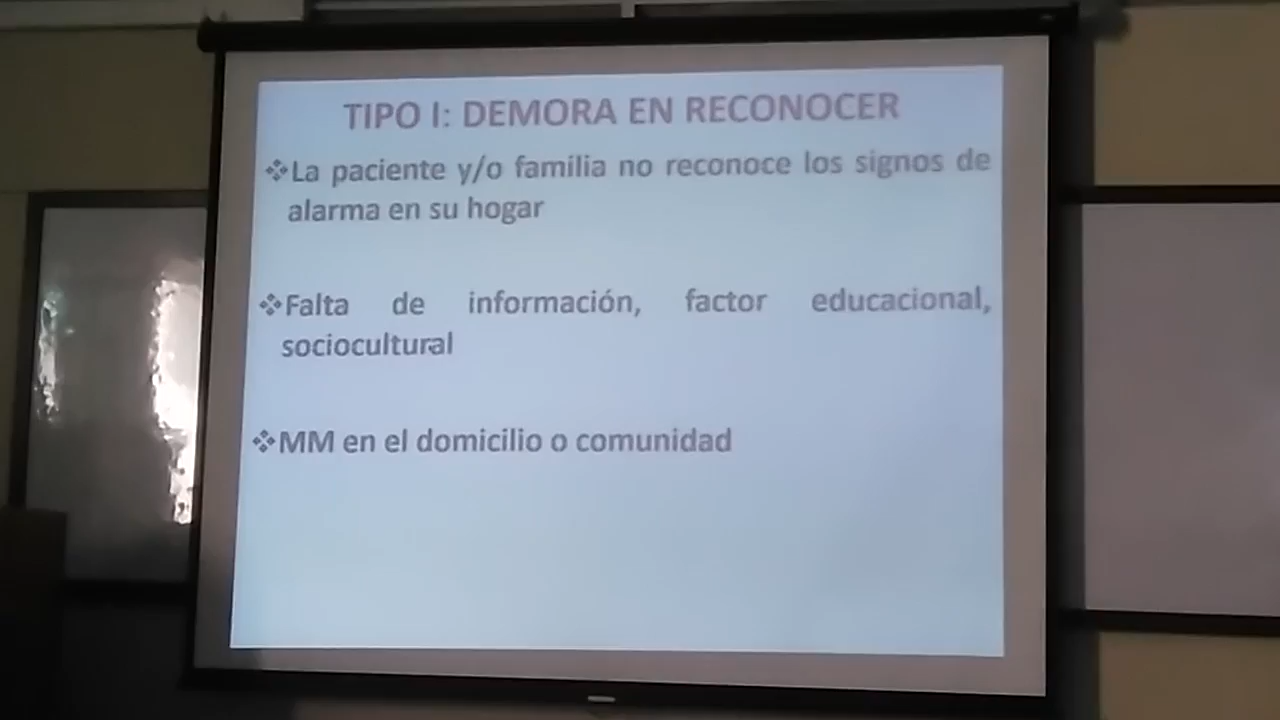 TIPO I: DEMORA EN RECONOCER
❖La paciente y/o familia no reconoce los signos de
alarma en su hogar
❖Falta de información, factor educacional,
sociocultural
❖MM en el domicilio o comunidad